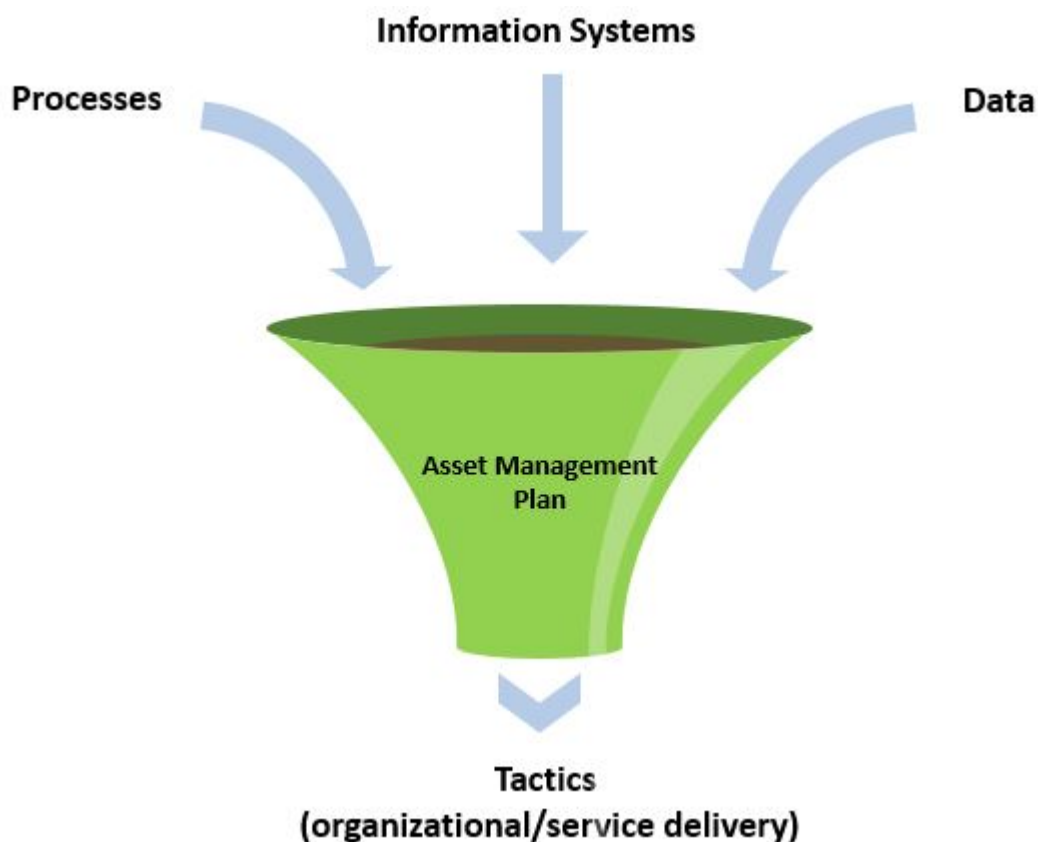 Information Systems
Processes
Data
Asset Management
Plan
Tactics
(organizational/service delivery)